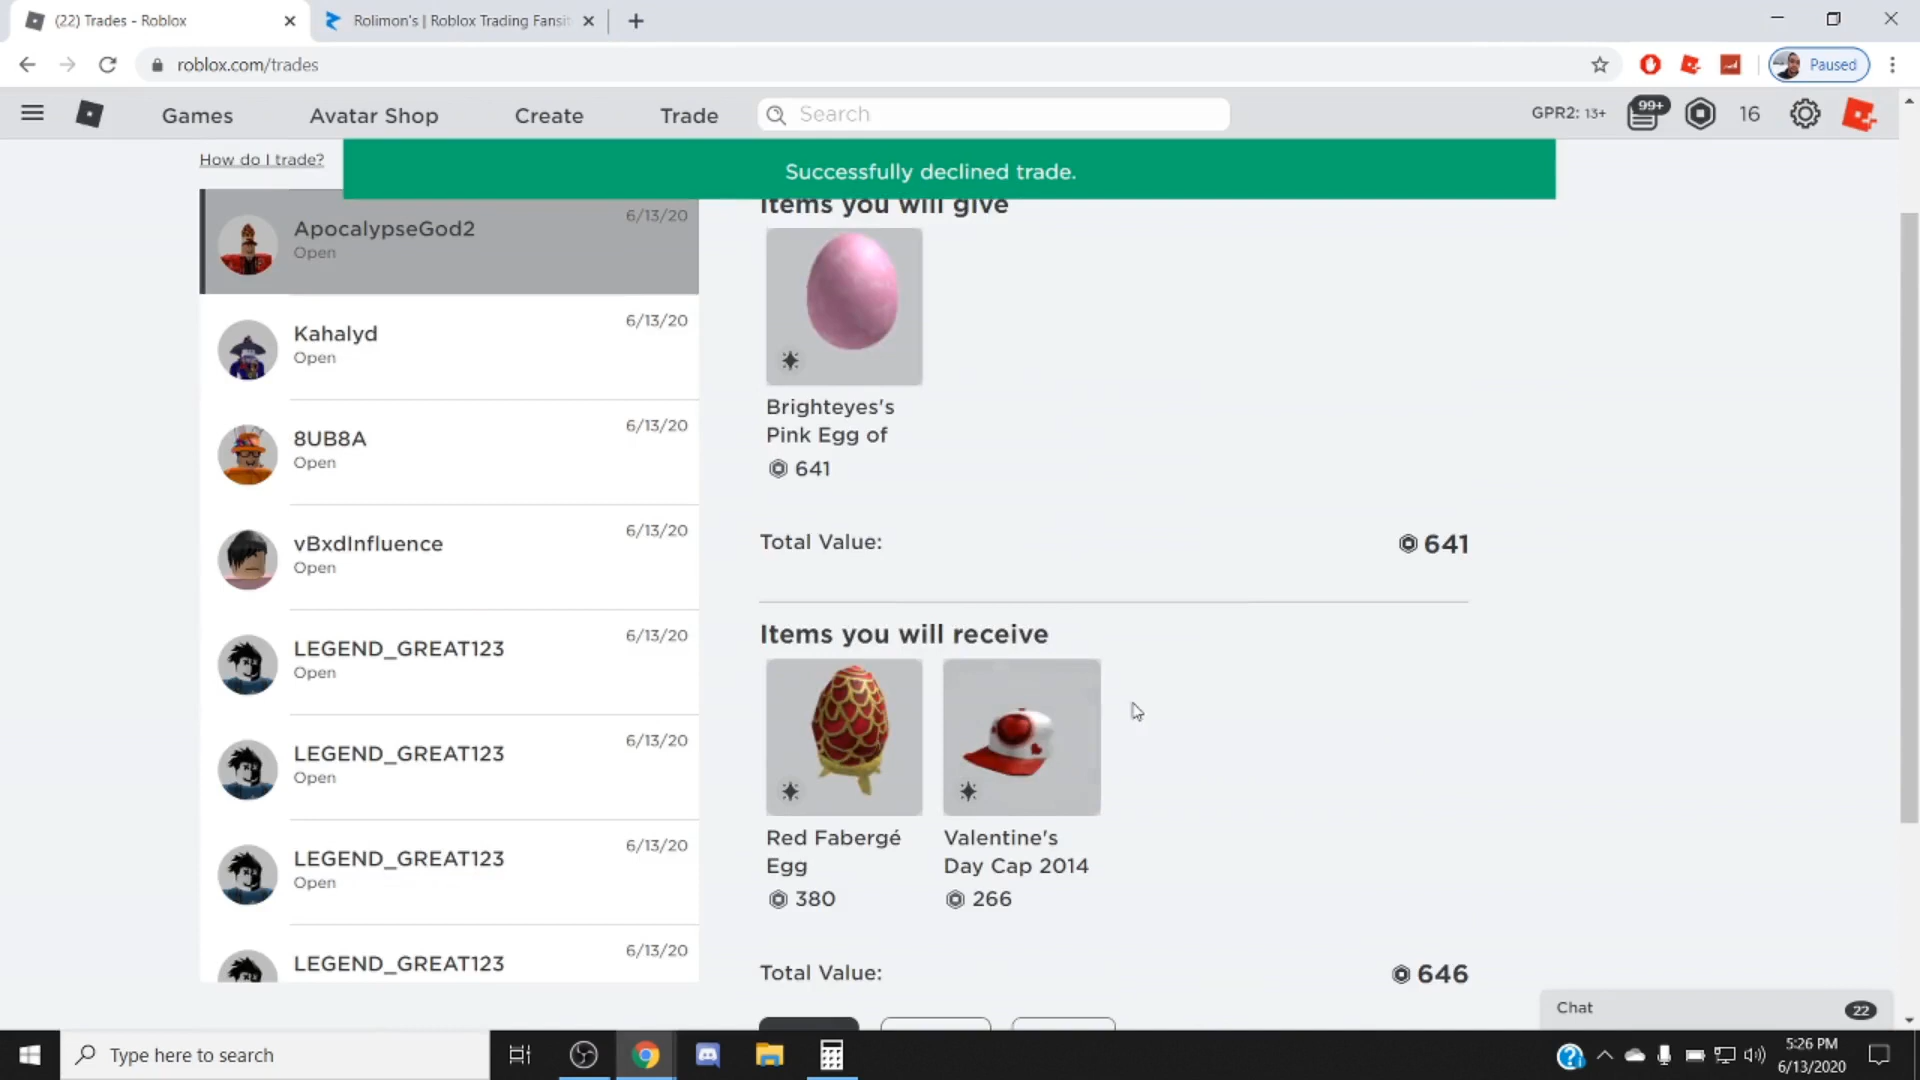 (22) Trades - Roblox
Rolimon's | Roblox Trading Fansit
roblox.com/trades
Paused
Games
Avatar Shop
Create
Trade
Search
GPR2: 13+
99+
16
How do I trade?
Successfully declined trade.
ApocalypseGod2
6/13/20
Open
Kahalyd
6/13/20
Open
8UB8A
6/13/20
Open
vBxdInfluence
6/13/20
Open
LEGEND_GREAT123
6/13/20
Open
LEGEND_GREAT123
6/13/20
Open
LEGEND_GREAT123
6/13/20
Open
LEGEND_GREAT123
6/13/20
Items you will give
Brighteyes's
Pink Egg of
641
Total Value:
641
Items you will receive
Red Fabergé
Egg
380
Valentine's
Day Cap 2014
266
Total Value:
646
Chat
22
Type here to search
5:26 PM
6/13/2020